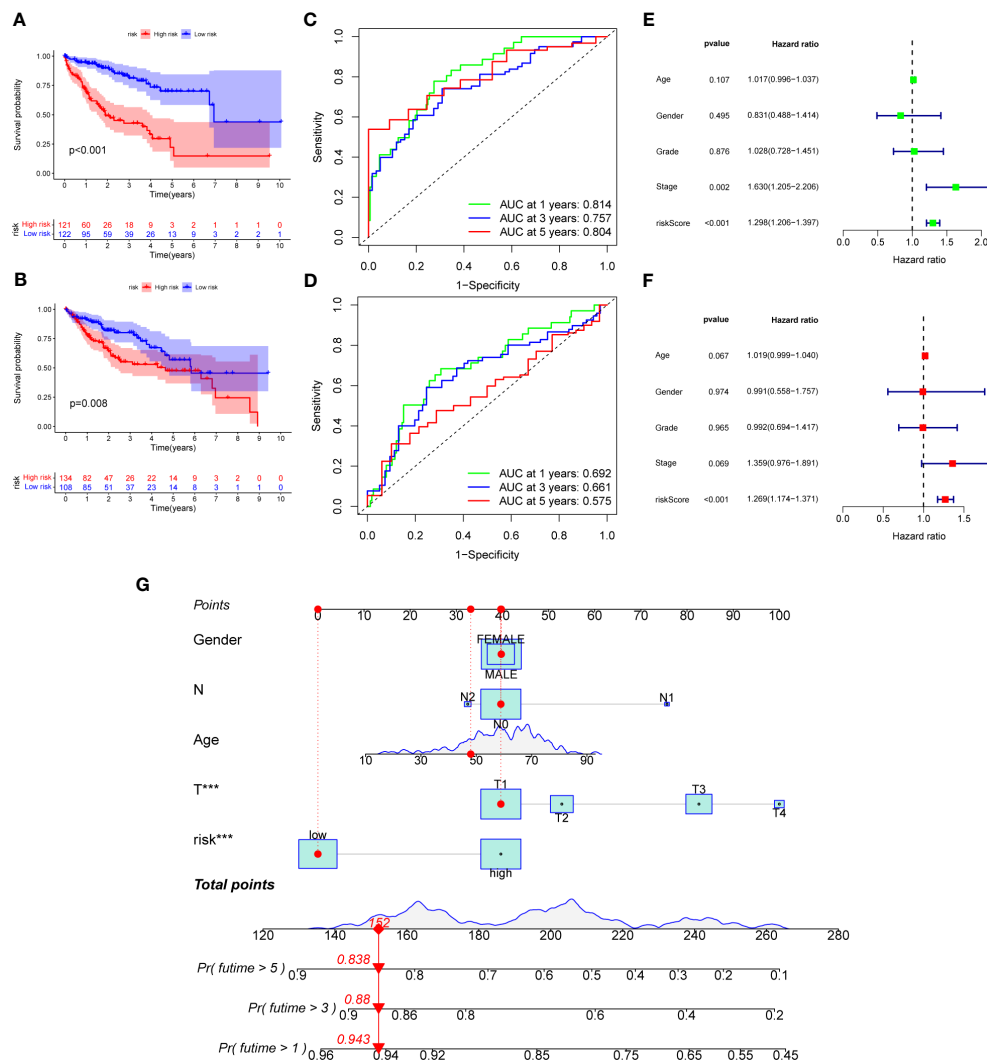 A
risk High risk Low risk
Survival probability
1.00
0.75
0.50
0.25
0.00
p<0.001
0 1 2 3 4 5 6 7 8 9 10
Time(years)
risk
High risk 121 60 26 18 9 3 2 1 1 1 0
Low risk 122 95 59 39 26 13 9 3 2 2 1
0 1 2 3 4 5 6 7 8 9 10
Time(years)
B
risk High risk Low risk
Survival probability
1.00
0.75
0.50
0.25
0.00
p=0.008
0 1 2 3 4 5 6 7 8 9 10
Time(years)
risk
High risk 134 82 47 26 22 14 9 3 2 0 0
Low risk 108 85 51 37 23 14 8 3 1 1 0
0 1 2 3 4 5 6 7 8 9 10
Time(years)
C
Sensitivity
1.0
0.8
0.6
0.4
0.2
0.0
AUC at 1 years: 0.814
AUC at 3 years: 0.757
AUC at 5 years: 0.804
0.0 0.2 0.4 0.6 0.8 1.0
1−Specificity
D
Sensitivity
1.0
0.8
0.6
0.4
0.2
0.0
AUC at 1 years: 0.692
AUC at 3 years: 0.661
AUC at 5 years: 0.575
0.0 0.2 0.4 0.6 0.8 1.0
1−Specificity
E
pvalue Hazard ratio
Age 0.107 1.017(0.996−1.037)
Gender 0.495 0.831(0.488−1.414)
Grade 0.876 1.028(0.728−1.451)
Stage 0.002 1.630(1.205−2.206)
riskScore <0.001 1.298(1.206−1.397)
0.0 0.5 1.0 1.5 2.0
Hazard ratio
F
pvalue Hazard ratio
Age 0.067 1.019(0.999−1.040)
Gender 0.974 0.991(0.558−1.757)
Grade 0.965 0.992(0.694−1.417)
Stage 0.069 1.359(0.976−1.891)
riskScore <0.001 1.269(1.174−1.371)
0.0 0.5 1.0 1.5
Hazard ratio
G
Points
0 10 20 30 40 50 60 70 80 90 100
Gender
FEMALE
MALE
N
N2 N1
N0
Age
10 30 50 70 90
T***
T1 T3
T2 T4
risk***
low
high
Total points
152
120 140 160 180 200 220 240 260 280
0.838
Pr( futime > 5)
0.9 0.8 0.7 0.6 0.5 0.4 0.3 0.2 0.1
0.88
Pr( futime > 3)
0.9 0.86 0.8 0.6 0.4 0.2
0.943
Pr( futime > 1)
0.96 0.94 0.92 0.85 0.75 0.65 0.55 0.45